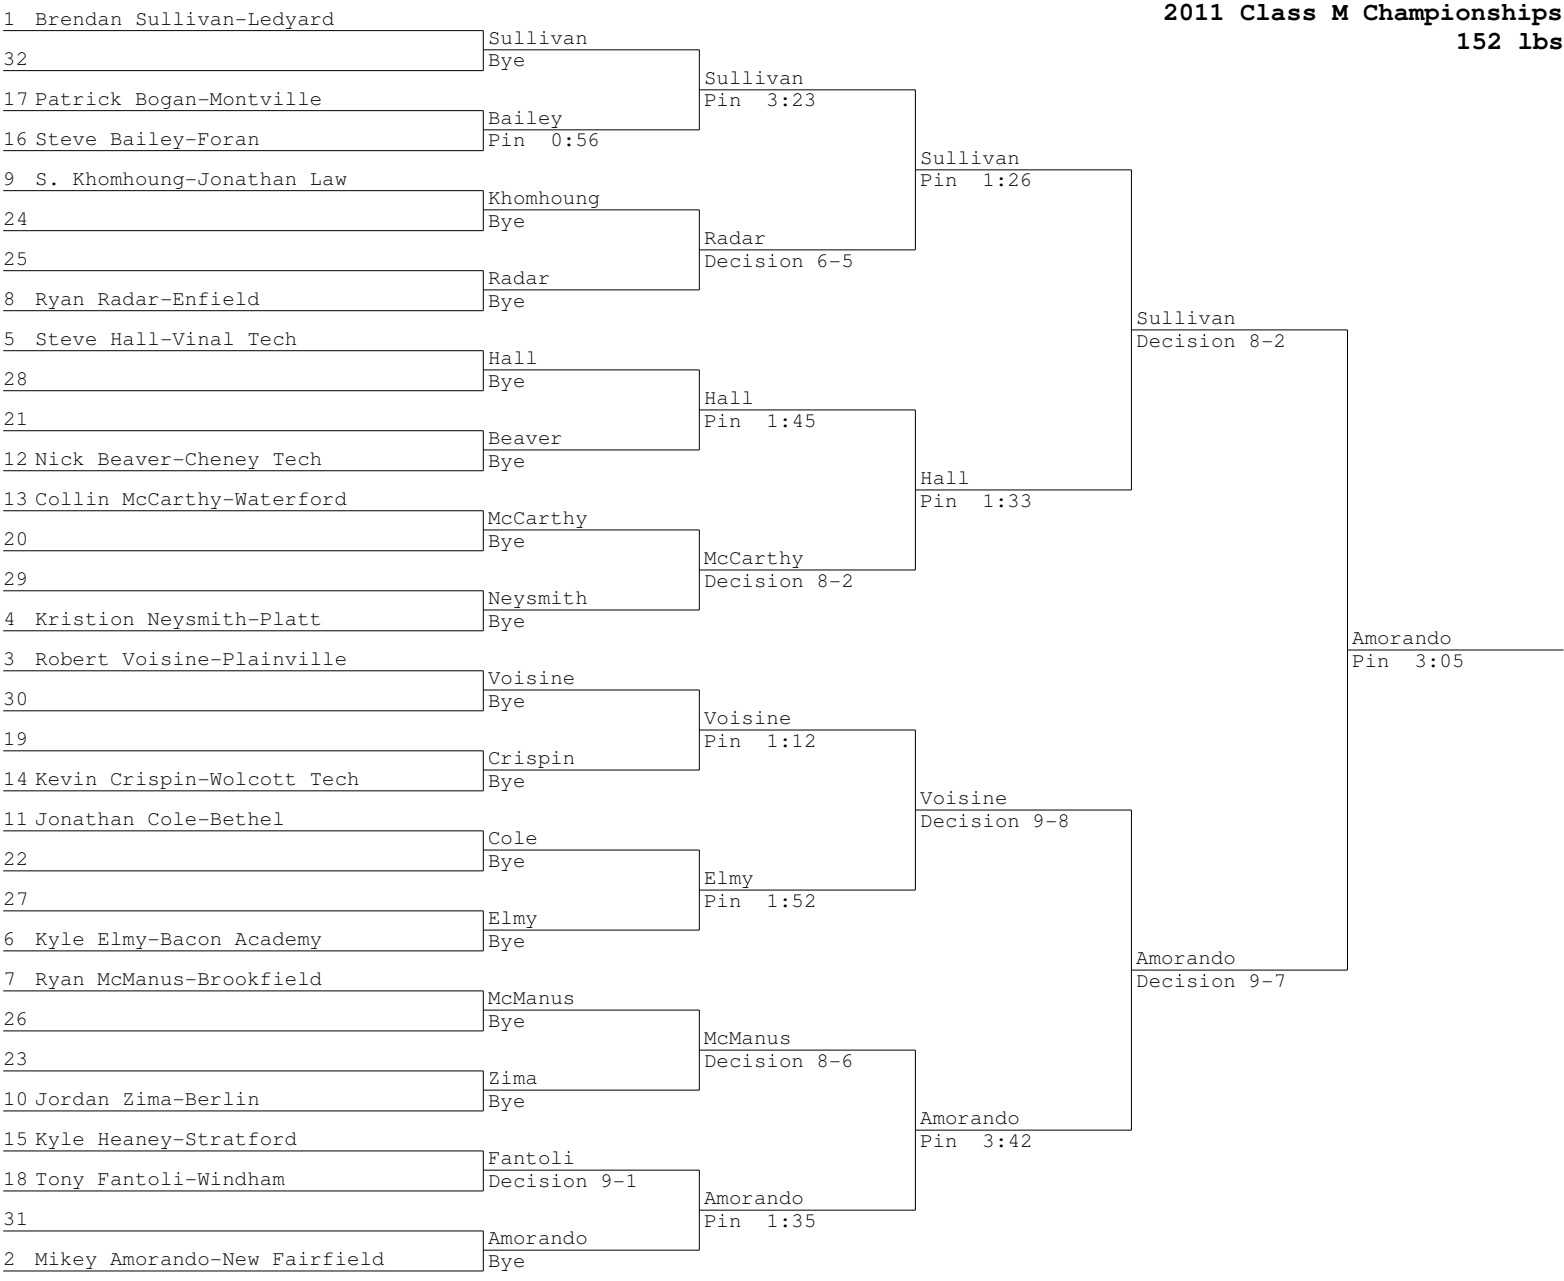 2011 Class M Championships
152 lbs
1 Brendan Sullivan-Ledyard
32
17 Patrick Bogan-Montville
16 Steve Bailey-Foran
9 S. Khomhoung-Jonathan Law
24
25
8 Ryan Radar-Enfield
5 Steve Hall-Vinal Tech
28
21
12 Nick Beaver-Cheney Tech
13 Collin McCarthy-Waterford
20
29
4 Kristion Neysmith-Platt
3 Robert Voisine-Plainville
30
19
14 Kevin Crispin-Wolcott Tech
11 Jonathan Cole-Bethel
22
27
6 Kyle Elmy-Bacon Academy
7 Ryan McManus-Brookfield
26
23
10 Jordan Zima-Berlin
15 Kyle Heaney-Stratford
18 Tony Fantoli-Windham
31
2 Mikey Amorando-New Fairfield
Sullivan
Bye
Bailey
Pin 0:56
Khomhoung
Bye
Radar
Bye
Hall
Bye
Beaver
Bye
McCarthy
Bye
Neysmith
Bye
Voisine
Bye
Crispin
Bye
Cole
Bye
Elmy
Bye
McManus
Bye
Zima
Bye
Fantoli
Decision 9-1
Amorando
Bye
Sullivan
Pin 3:23
Radar
Decision 6-5
Hall
Pin 1:45
McCarthy
Decision 8-2
Voisine
Pin 1:12
Elmy
Pin 1:52
McManus
Decision 8-6
Amorando
Pin 1:35
Sullivan
Pin 1:26
Hall
Pin 1:33
Voisine
Decision 9-8
Amorando
Pin 3:42
Sullivan
Decision 8-2
Amorando
Decision 9-7
Amorando
Pin 3:05